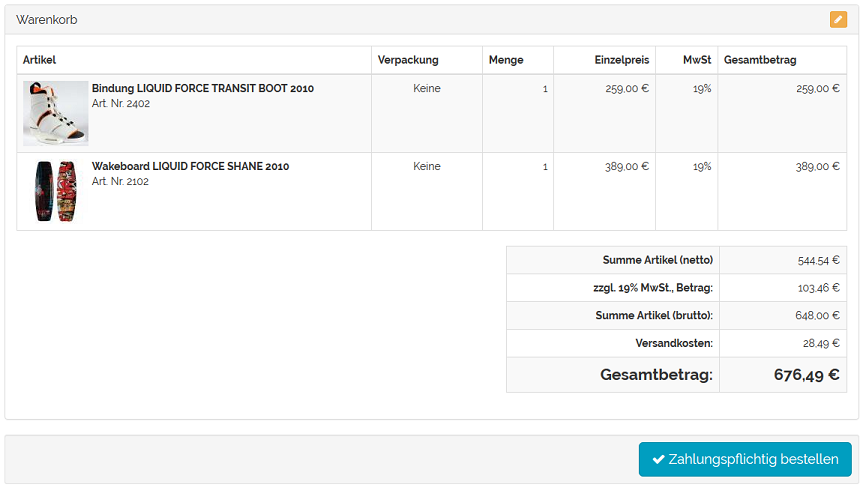 Warenkorb
Artikel Verpackung Menge Einzelpreis MwSt Gesamtbetrag
Bindung LIQUID FORCE TRANSIT BOOT 2010 Keine 1 259,00 € 19% 259,00 €
Art. Nr. 2402
Wakeboard LIQUID FORCE SHANE 2010 Keine 1 389,00 € 19% 389,00 €
Art. Nr. 2102
Summe Artikel (netto) 544,54 €
zzgl. 19% MwSt., Betrag: 103,46 €
Summe Artikel (brutto): 648,00 €
Versandkosten: 28,49 €
Gesamtbetrag: 676,49 €
Zahlungspflichtig bestellen